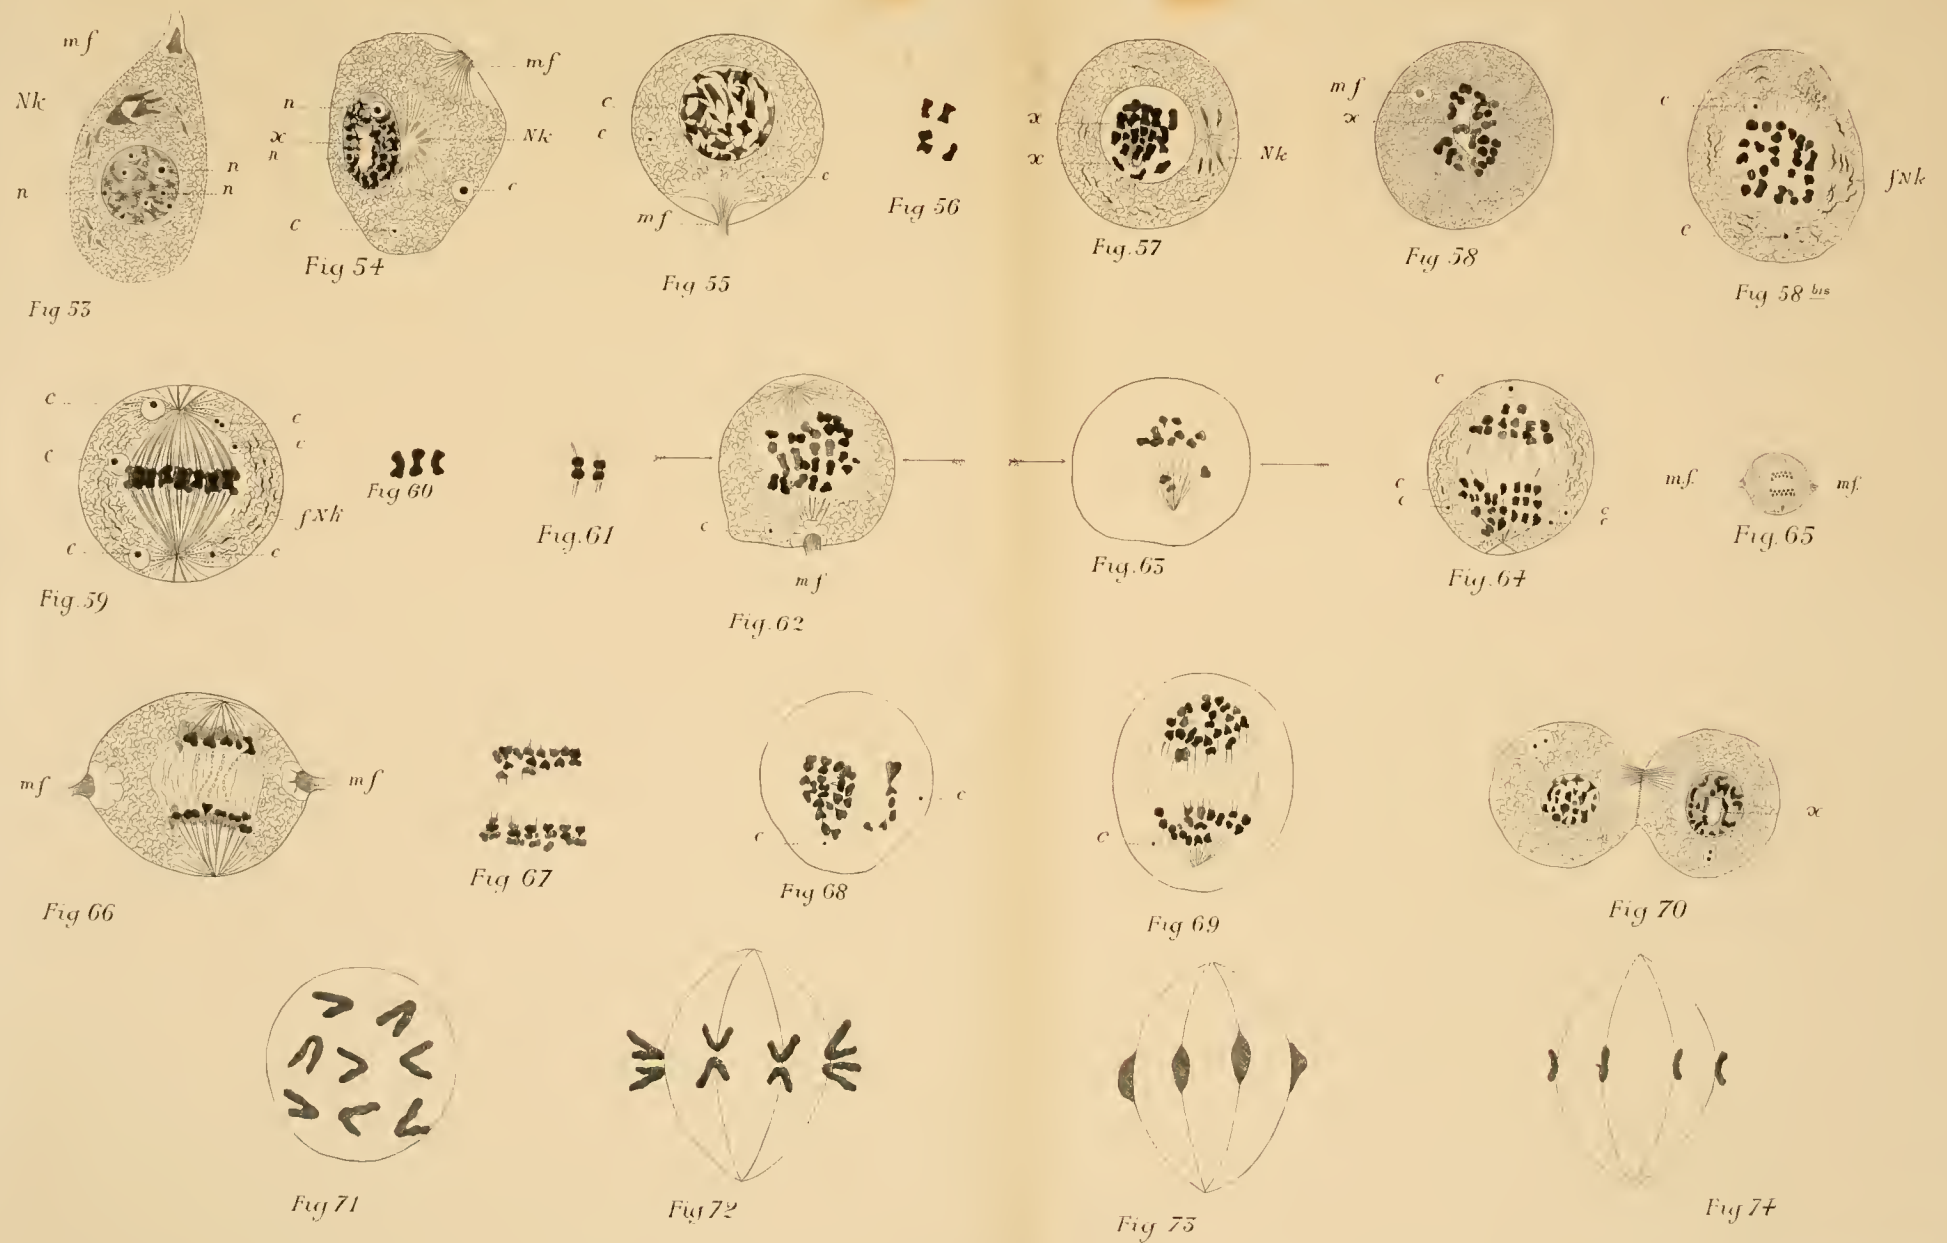 mf
Nk
n
n
n
Fig 53
mf
n
x
n
Nk
c
c
Fig 54
c
c
c
mf
Fig 55
Fig 56
x
x
Nk
Fig. 57
mf
x
Fig 58
c
fNk
c
Fig 58 bis
c
c
c
c
fNk
c
c
Fig. 59
Fig 60
Fig. 61
c
mf
Fig. 62
Fig. 63
c
c
c
c
c
Fig. 64
mf.
mf.
Fig. 65
mf
mf
Fig 66
Fig 67
c
c
Fig 68
c
Fig 69
x
Fig 70
Fig 71
Fig 72
Fig 73
Fig 74